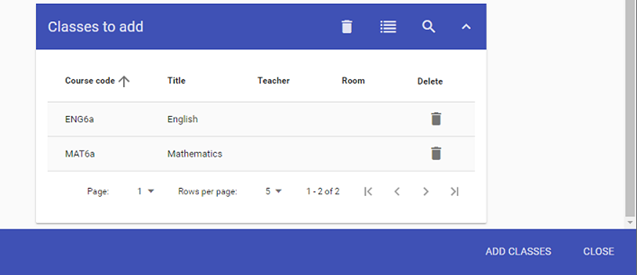 Classes to add
Course code Title Teacher Room Delete
ENG6a English
MAT6a Mathematics
Page: 1 Rows per page: 5 1 - 2 of 2
ADD CLASSES CLOSE